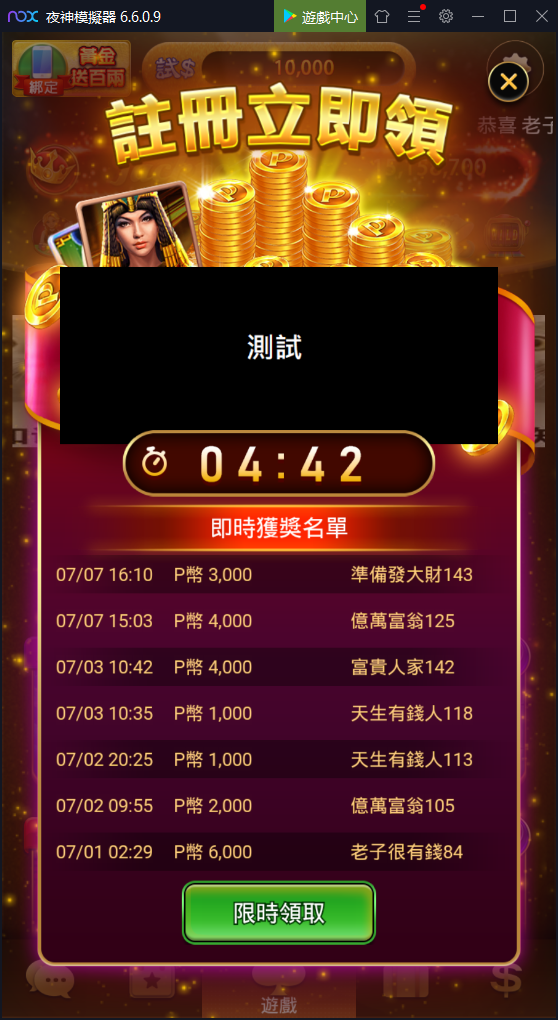 nox 夜神模擬器 6.6.0.9 遊戲中心
黃金
送百兩
綁定
試$
10,000
註冊立即領
恭喜 老子
測試
04:42
即時獲獎名單
07/07 16:10 P幣 3,000 準備發大財143
07/07 15:03 P幣 4,000 億萬富翁125
07/03 10:42 P幣 4,000 富貴人家142
07/03 10:35 P幣 1,000 天生有錢人118
07/02 20:25 P幣 1,000 天生有錢人113
07/02 09:55 P幣 2,000 億萬富翁105
07/01 02:29 P幣 6,000 老子很有錢84
限時領取
遊戲